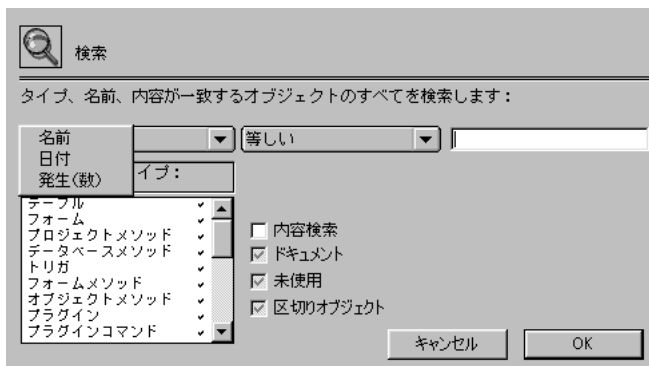 検索
タイプ、名前、内容が一致するオブジェクトのすべてを検索します：
名前
日付
発生(数)
等しい
イプ：
テーブル
フォーム
プロジェクトメソッド
データベースメソッド
トリガ
フォームメソッド
オブジェクトメソッド
プラグイン
プラグインコマンド
内容検索
ドキュメント
未使用
区切りオブジェクト
キャンセル
OK